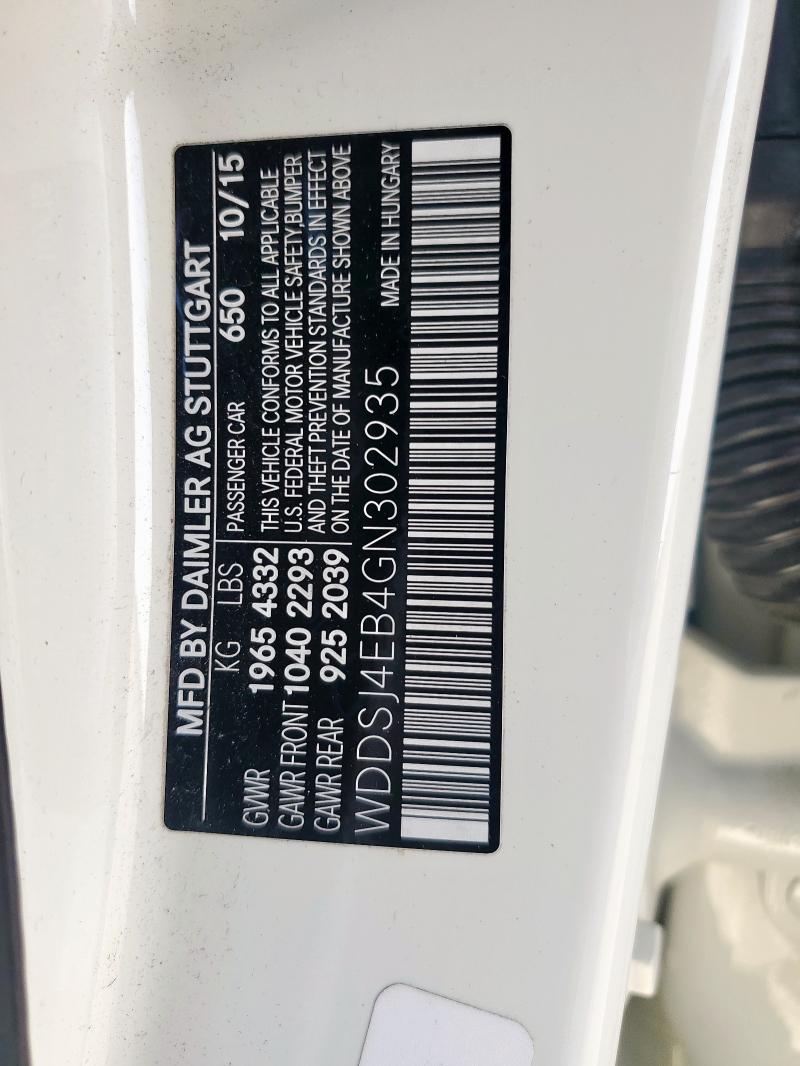 MFD BY DAIMLER AG STUTTGART
KG LBS PASSENGER CAR 650 10/15
GVWR 1965 4332 THIS VEHICLE CONFORMS TO ALL APPLICABLE
GAWR FRONT 1040 2293 U.S. FEDERAL MOTOR VEHICLE SAFETY BUMPER
GAWR REAR 925 2039 AND THEFT PREVENTION STANDARDS IN EFFECT
ON THE DATE OF MANUFACTURE SHOWN ABOVE
WDDSJ4EB4GN302935 MADE IN HUNGARY